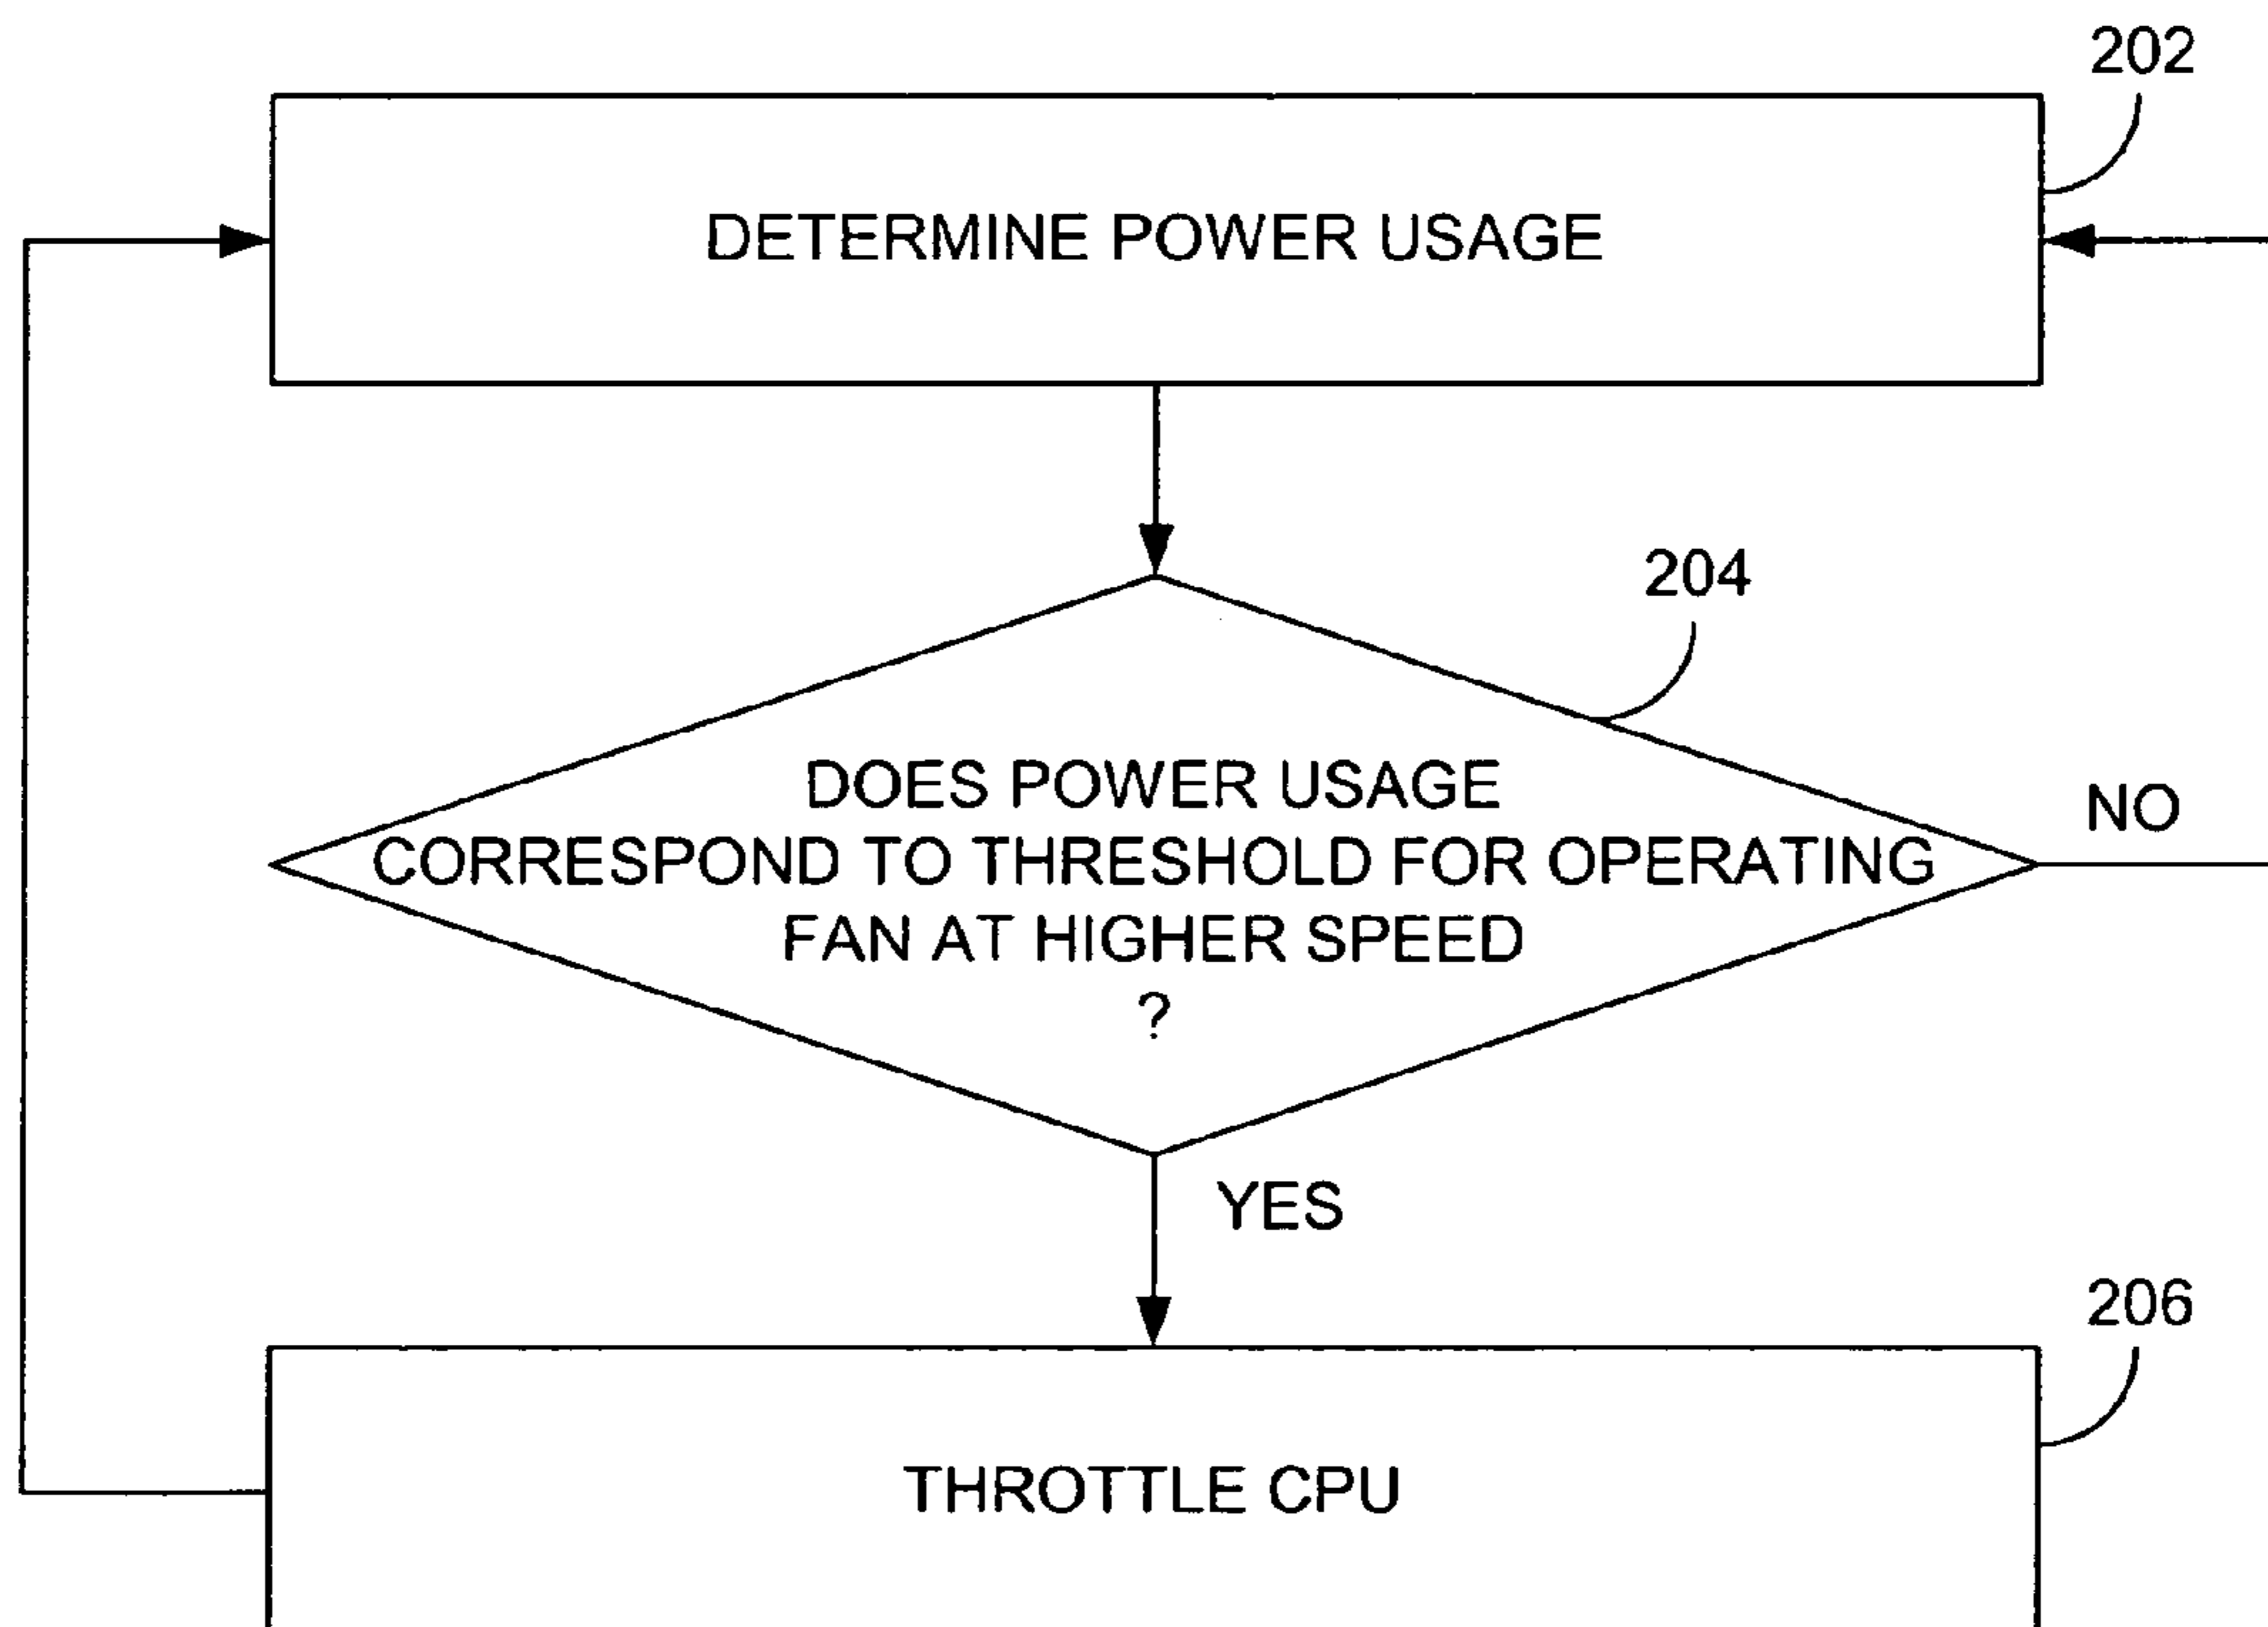 202
DETERMINE POWER USAGE
204
DOES POWER USAGE
CORRESPOND TO THRESHOLD FOR OPERATING
FAN AT HIGHER SPEED
?
NO
YES
206
THROTTLE CPU